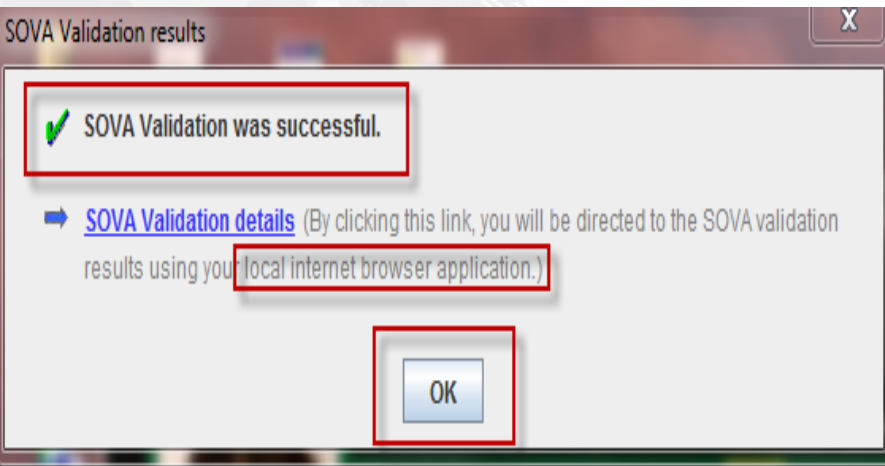 SOVA Validation results
X
SOVA Validation was successful.
SOVA Validation details (By clicking this link, you will be directed to the SOVA validation
results using your local internet browser application.)
OK